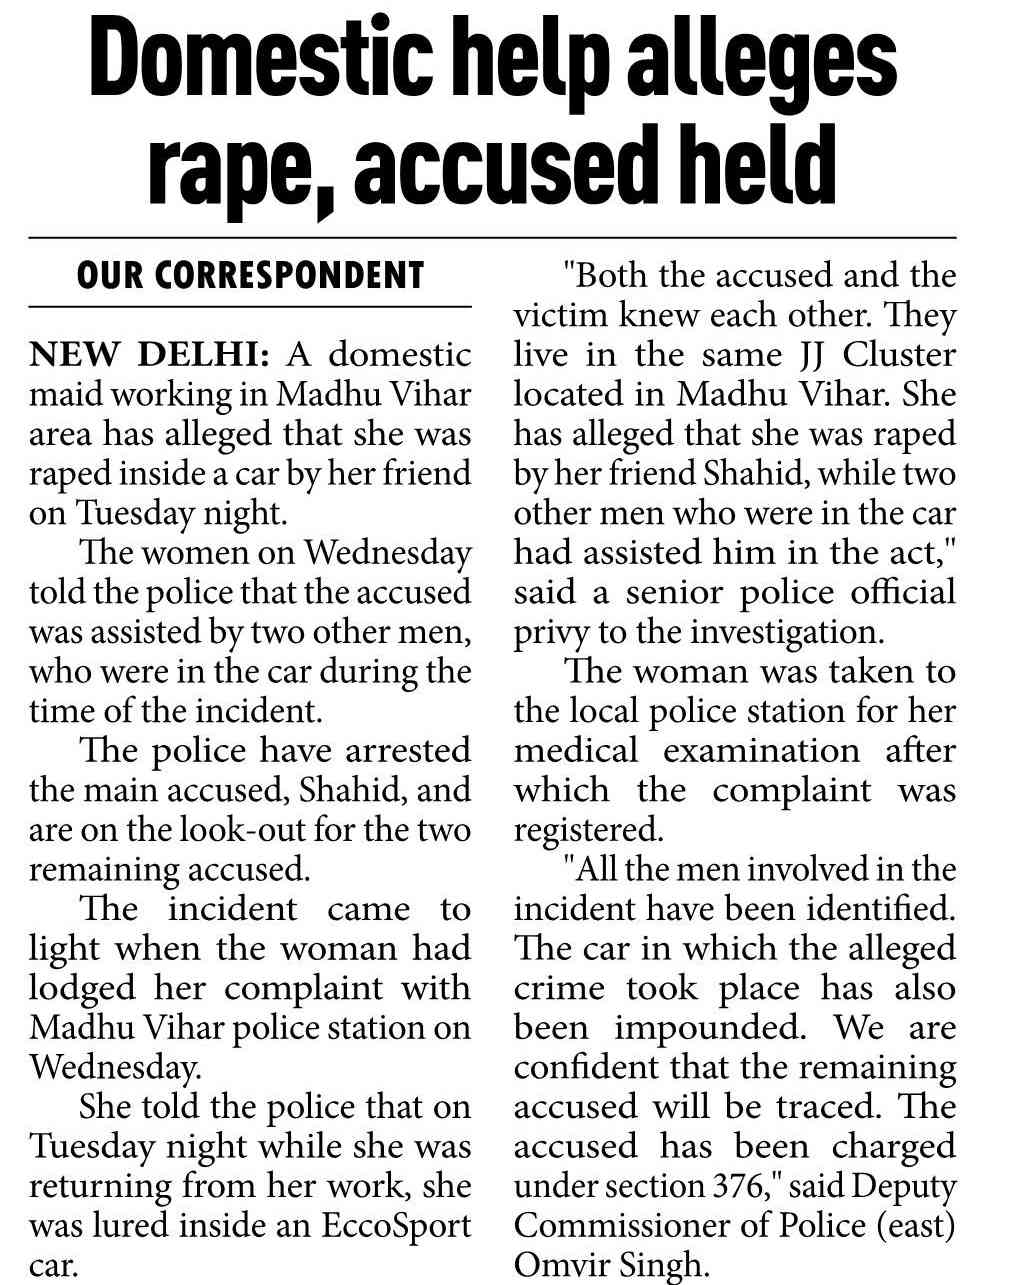 Domestic help alleges
rape, accused held
OUR CORRESPONDENT
NEW DELHI: A domestic
maid working in Madhu Vihar
area has alleged that she was
raped inside a car by her friend
on Tuesday night.
The women on Wednesday
told the police that the accused
was assisted by two other men,
who were in the car during the
time of the incident.
The police have arrested
the main accused, Shahid, and
are on the look-out for the two
remaining accused.
The incident came to
light when the woman had
lodged her complaint with
Madhu Vihar police station on
Wednesday.
She told the police that on
Tuesday night while she was
returning from her work, she
was lured inside an EccoSport
car.
"Both the accused and the
victim knew each other. They
live in the same JJ Cluster
located in Madhu Vihar. She
has alleged that she was raped
by her friend Shahid, while two
other men who were in the car
had assisted him in the act,"
said a senior police official
privy to the investigation.
The woman was taken to
the local police station for her
medical examination after
which the complaint was
registered.
"All the men involved in the
incident have been identified.
The car in which the alleged
crime took place has also
been impounded. We are
confident that the remaining
accused will be traced. The
accused has been charged
under section 376," said Deputy
Commissioner of Police (east)
Omvir Singh.